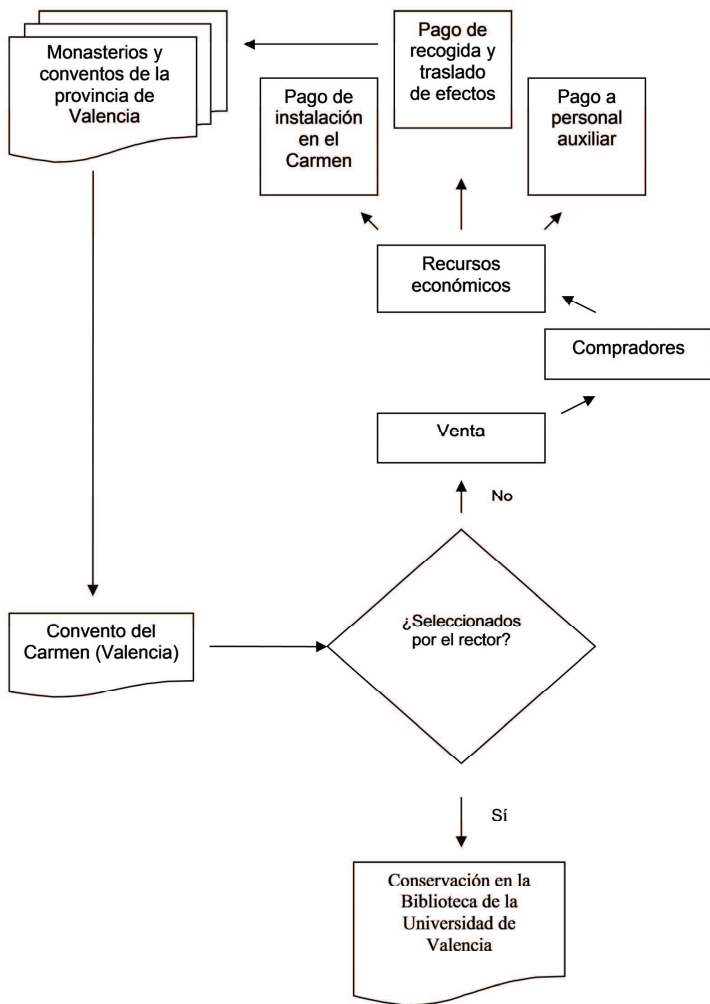 Monasterios y
conventos de la
provincia de
Valencia
Pago de
recogida y
traslado
de efectos
Pago de
instalación
en el
Carmen
Pago a
personal
auxiliar
Recursos
económicos
Compradores
Venta
No
¿Seleccionados
por el rector?
Convento del
Carmen (Valencia)
Sí
Conservación en la
Biblioteca de la
Universidad de
Valencia